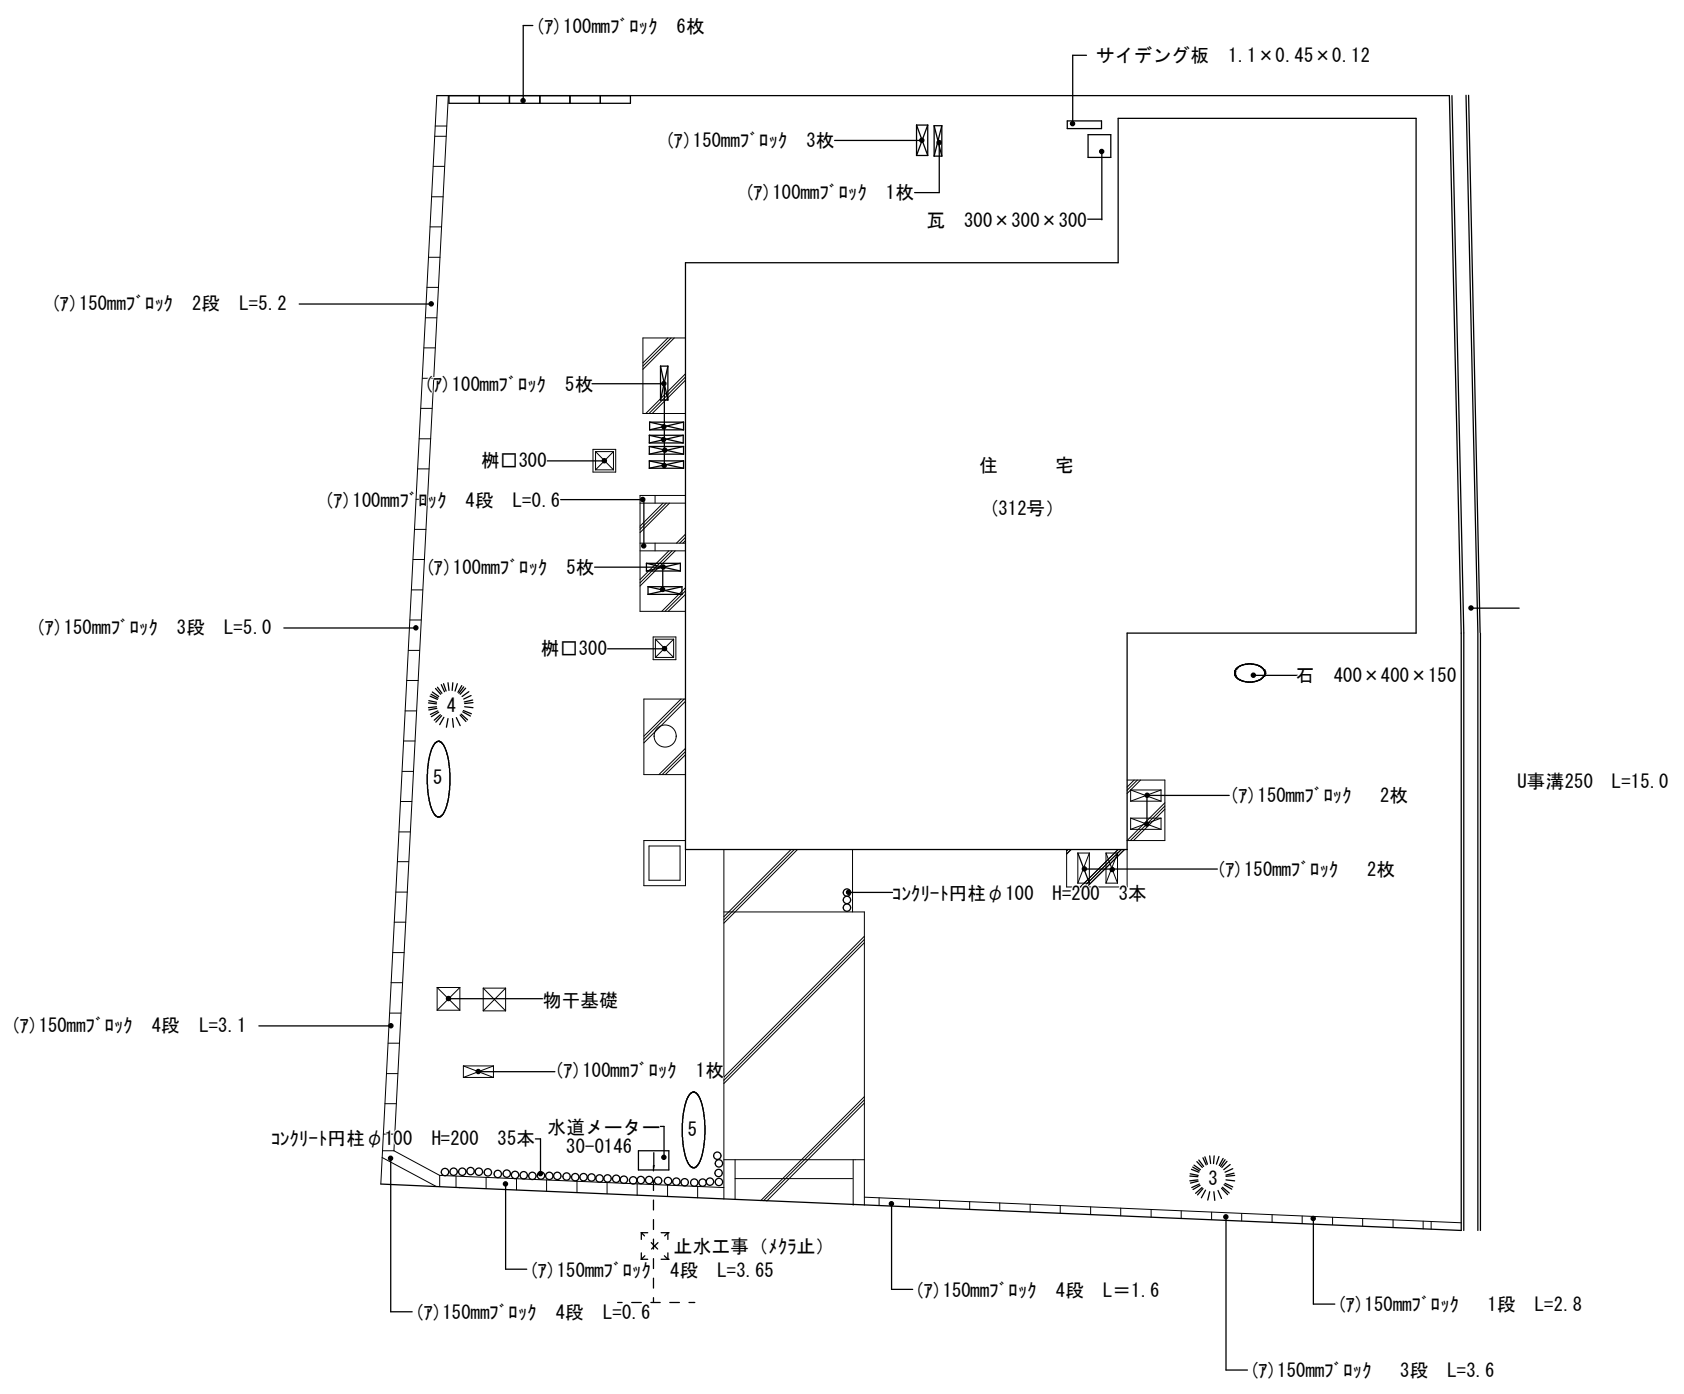 (ｱ)100mmﾌﾞﾛｯｸ　6枚
サイデング板　1.1×0.45×0.12
(ｱ)150mmﾌﾞﾛｯｸ　3枚
(ｱ)100mmﾌﾞﾛｯｸ　1枚
瓦　300×300×300
(ｱ)150mmﾌﾞﾛｯｸ　2段　L=5.2
(ｱ)100mmﾌﾞﾛｯｸ　5枚
桝□300
住　　宅
(312号)
(ｱ)100mmﾌﾞﾛｯｸ　4段　L=0.6
(ｱ)100mmﾌﾞﾛｯｸ　5枚
(ｱ)150mmﾌﾞﾛｯｸ　3段　L=5.0
桝□300
石　400×400×150
4
5
U事溝250　L=15.0
(ｱ)150mmﾌﾞﾛｯｸ　2枚
(ｱ)150mmﾌﾞﾛｯｸ　2枚
ｺﾝｸﾘｰﾄ円柱φ100　H=200　3本
物干基礎
(ｱ)150mmﾌﾞﾛｯｸ　4段　L=3.1
(ｱ)100mmﾌﾞﾛｯｸ　1枚
ｺﾝｸﾘｰﾄ円柱φ100　H=200　35本
水道メーター
30-0146
5
3
止水工事（ﾒｸﾗ止）
(ｱ)150mmﾌﾞﾛｯｸ　4段　L=3.65
(ｱ)150mmﾌﾞﾛｯｸ　4段　L＝1.6
(ｱ)150mmﾌﾞﾛｯｸ　1段　L=2.8
(ｱ)150mmﾌﾞﾛｯｸ　4段　L=0.6
(ｱ)150mmﾌﾞﾛｯｸ　3段　L=3.6